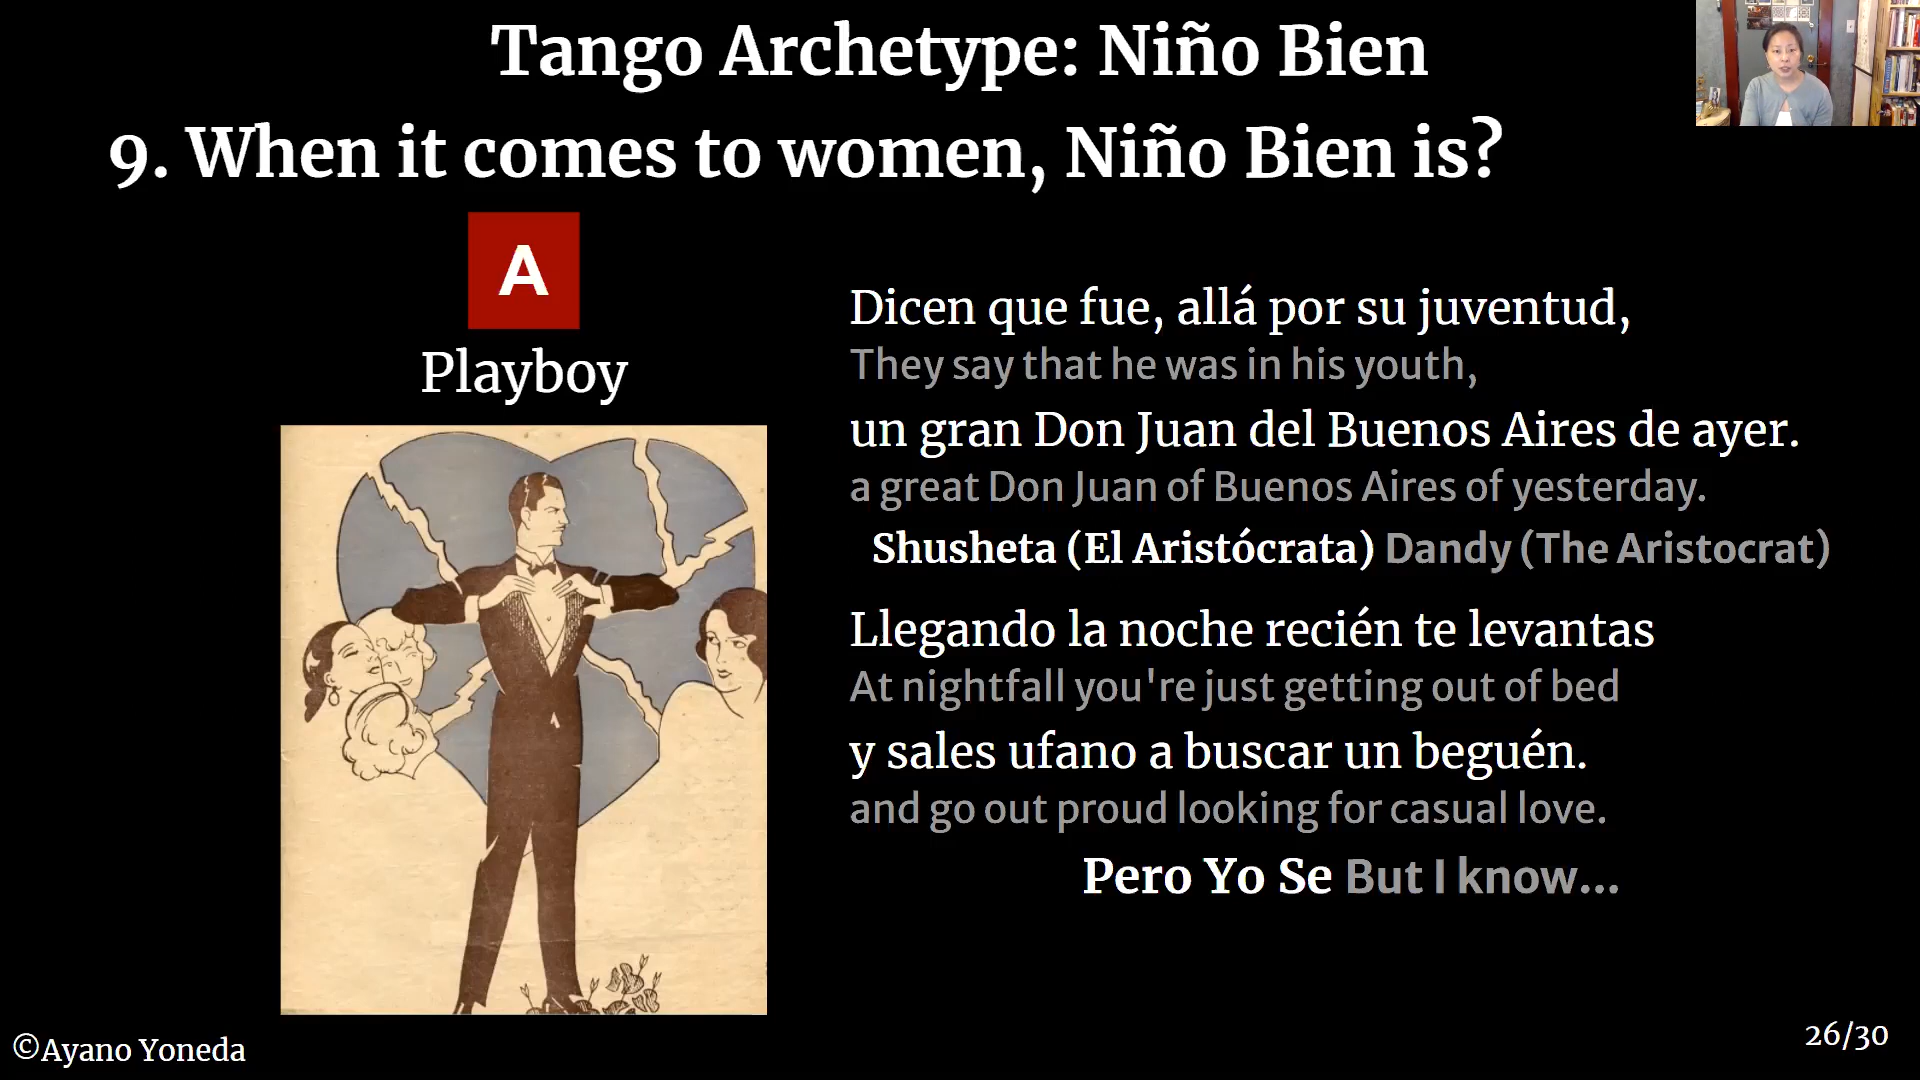 Tango Archetype: Niño Bien
9. When it comes to women, Niño Bien is?
A
Playboy
Dicen que fue, allá por su juventud,
They say that he was in his youth,
un gran Don Juan del Buenos Aires de ayer.
a great Don Juan of Buenos Aires of yesterday.
Shusheta (El Aristócrata) Dandy (The Aristocrat)
Llegando la noche recién te levantas
At nightfall you're just getting out of bed
y sales ufano a buscar un beguén.
and go out proud looking for casual love.
Pero Yo Se But I know...
©Ayano Yoneda
26/30